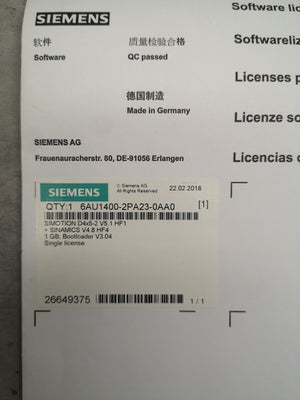 SIEMENS
软件
Software
质量检验合格
QC passed
德国制造
Made in Germany
SIEMENS AG
Frauenauracherstr. 80, DE-91056 Erlangen
Software lic
Softwareliz
Licenses p
Licenze so
Licencias d
SIEMENS
© Siemens AG
All Rights Reserved
22.02.2018
QTY:1 6AU1400-2PA23-0AA0 [1]
SIMOTION D4x5-2 V5.1 HF1
+ SINAMICS V4.8 HF4
1 GB; Bootloader V3.04
Single license
26649375
1 / 1